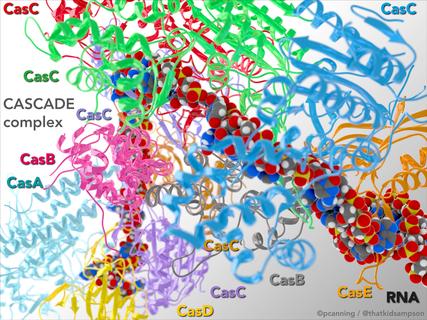 CasC
CasC
CasC
CASCADE
complex
CasC
CasB
CasA
CasC
CasB
CasC
CasE
RNA
CasD
©pcanning / @thatkidsampson